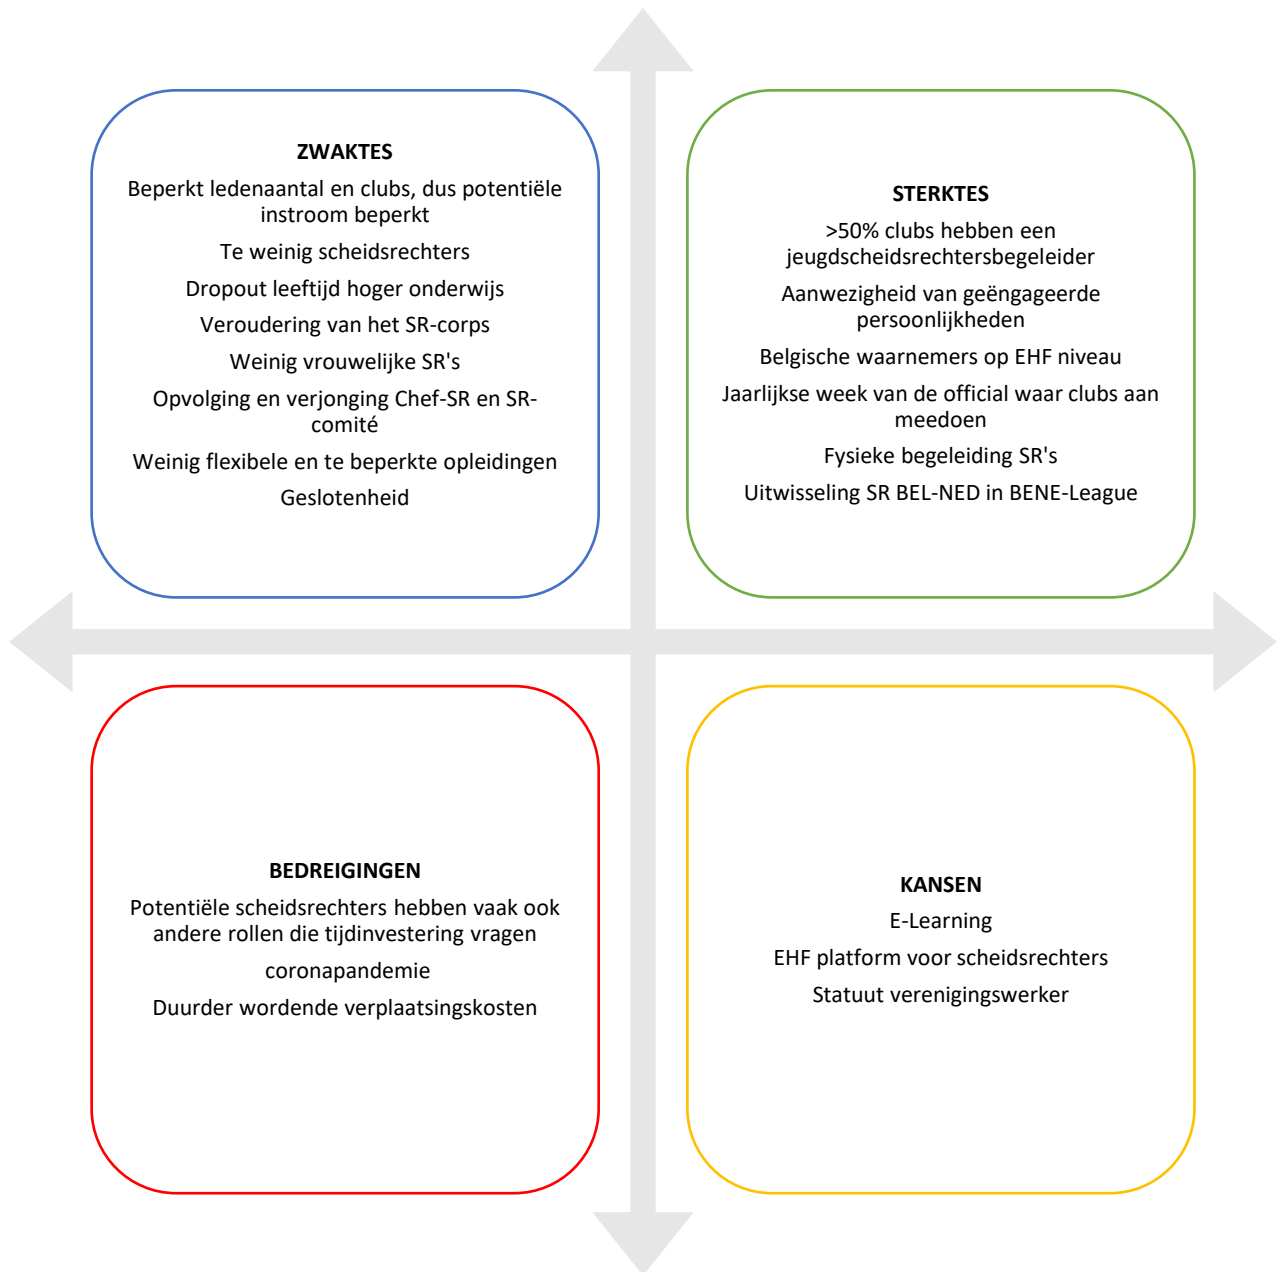 ZWAKTES
Beperkt ledenaantal en clubs, dus potentiële
instroom beperkt
Te weinig scheidsrechters
Dropout leeftijd hoger onderwijs
Veroudering van het SR-corps
Weinig vrouwelijke SR's
Opvolging en verjonging Chef-SR en SR-
comité
Weinig flexibele en te beperkte opleidingen
Geslotenheid
STERKTES
>50% clubs hebben een
jeugdscheidsrechtersbegeleider
Aanwezigheid van geëngageerde
persoonlijkheden
Belgische waarnemers op EHF niveau
Jaarlijkse week van de official waar clubs aan
meedoen
Fysieke begeleiding SR's
Uitwisseling SR BEL-NED in BENE-League
BEDREIGINGEN
Potentiële scheidsrechters hebben vaak ook
andere rollen die tijdinvestering vragen
coronapandemie
Duurder wordende verplaatsingskosten
KANSEN
E-Learning
EHF platform voor scheidsrechters
Statuut verenigingswerker